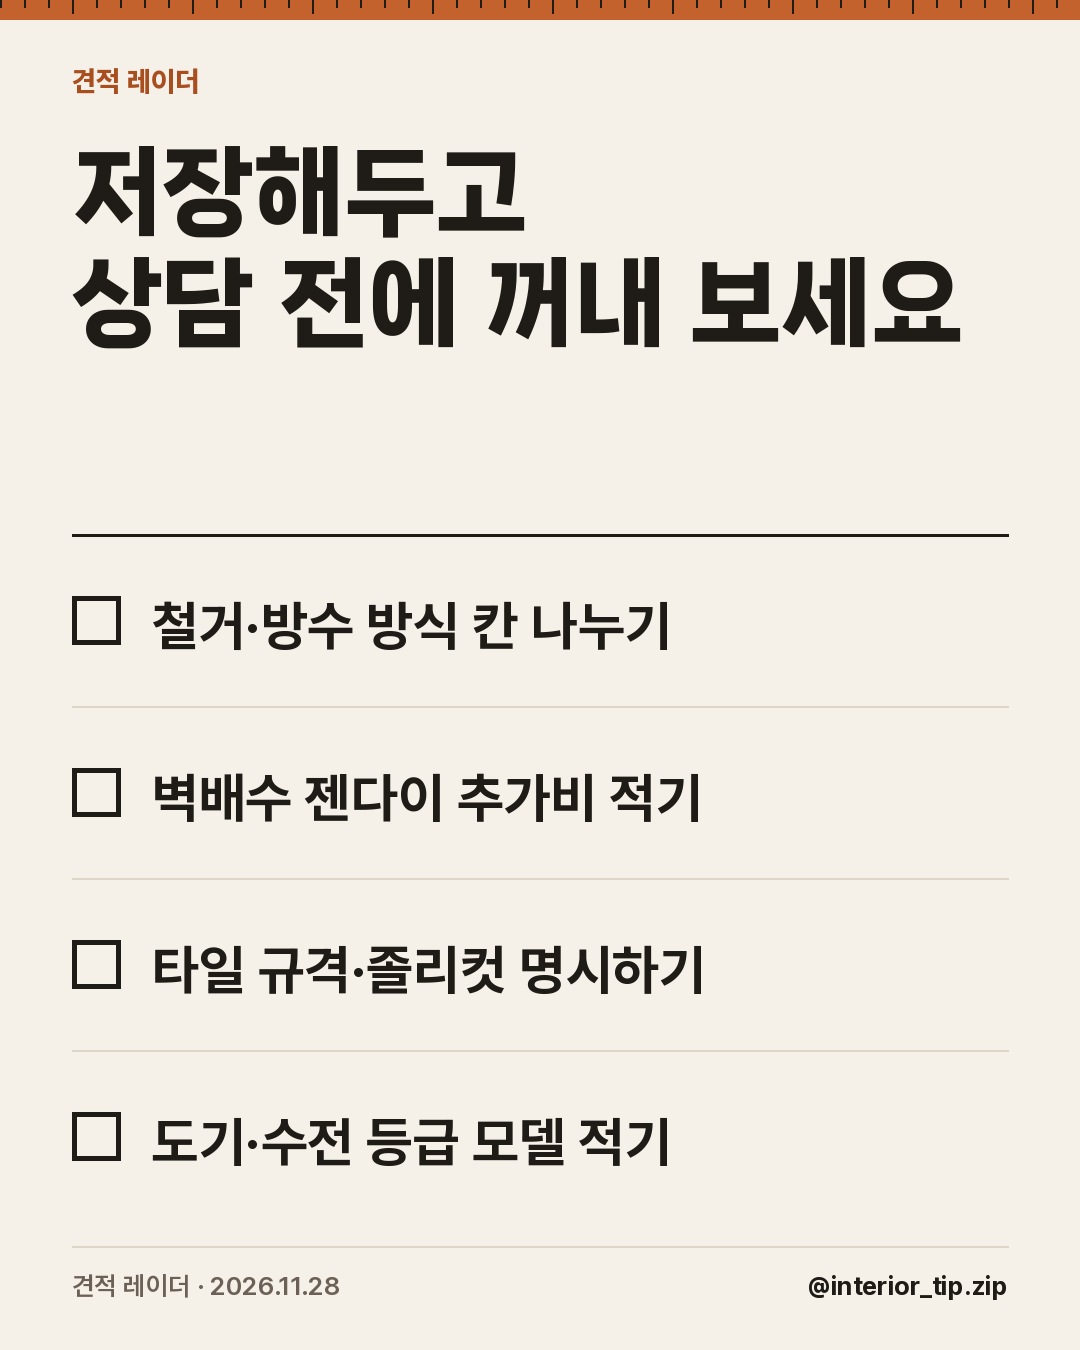 견적 레이더
저장해두고
상담 전에 꺼내 보세요
철거·방수 방식 칸 나누기
벽배수 젠다이 추가비 적기
타일 규격·졸리컷 명시하기
도기·수전 등급 모델 적기
견적 레이더 · 2026.11.28
@interior_tip.zip